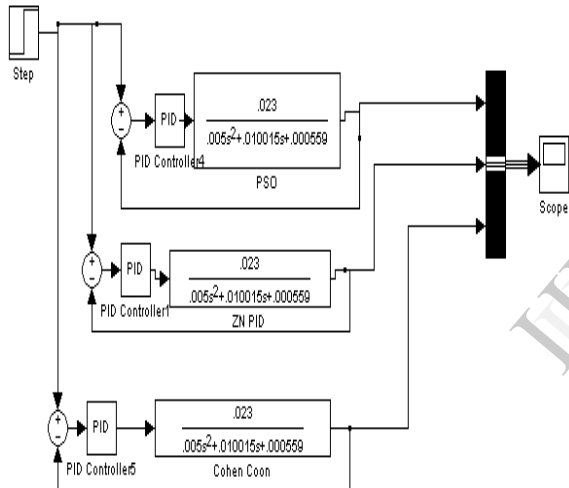 Step
+
−
PID
PID Controller4
.023
.005s²+.010015s+.000559
PSO
Scope
+
−
PID
PID Controller1
.023
.005s²+.010015s+.000559
ZN PID
+
−
PID
PID Controller5
.023
.005s²+.010015s+.000559
Cohen Coon